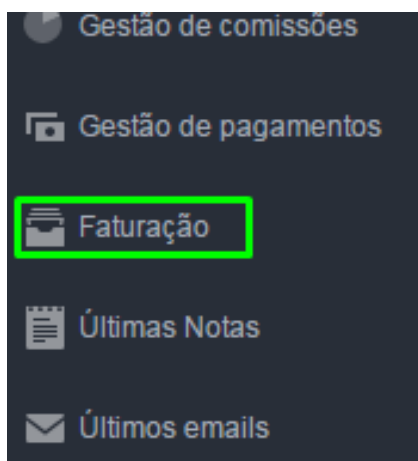 Gestão de comissões
Gestão de pagamentos
Faturação
Últimas Notas
Últimos emails